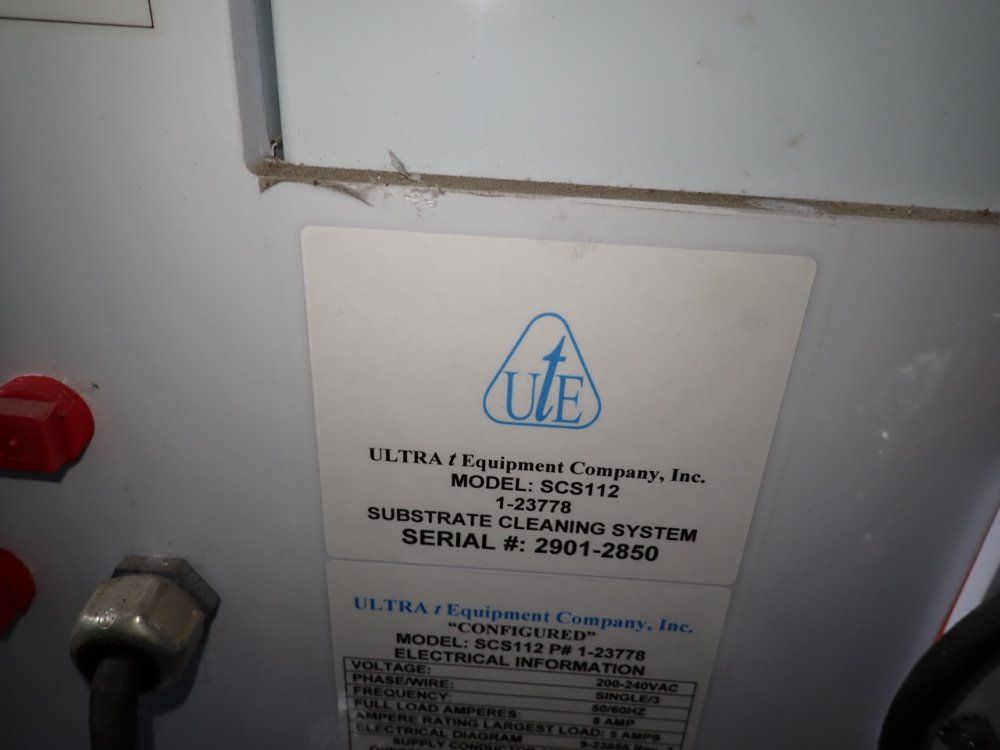 UtE
ULTRA t Equipment Company, Inc.
MODEL: SCS112
1-23778
SUBSTRATE CLEANING SYSTEM
SERIAL #: 2901-2850
ULTRA t Equipment Company, Inc.
"CONFIGURED"
MODEL: SCS112 P# 1-23778
ELECTRICAL INFORMATION
VOLTAGE: 200-240VAC
PHASE/WIRE: SINGLE/3
FREQUENCY 50/60HZ
FULL LOAD AMPERES 8 AMP
AMPERE RATING LARGEST LOAD: 5 AMPS
ELECTRICAL DIAGRAM
SUPPLY